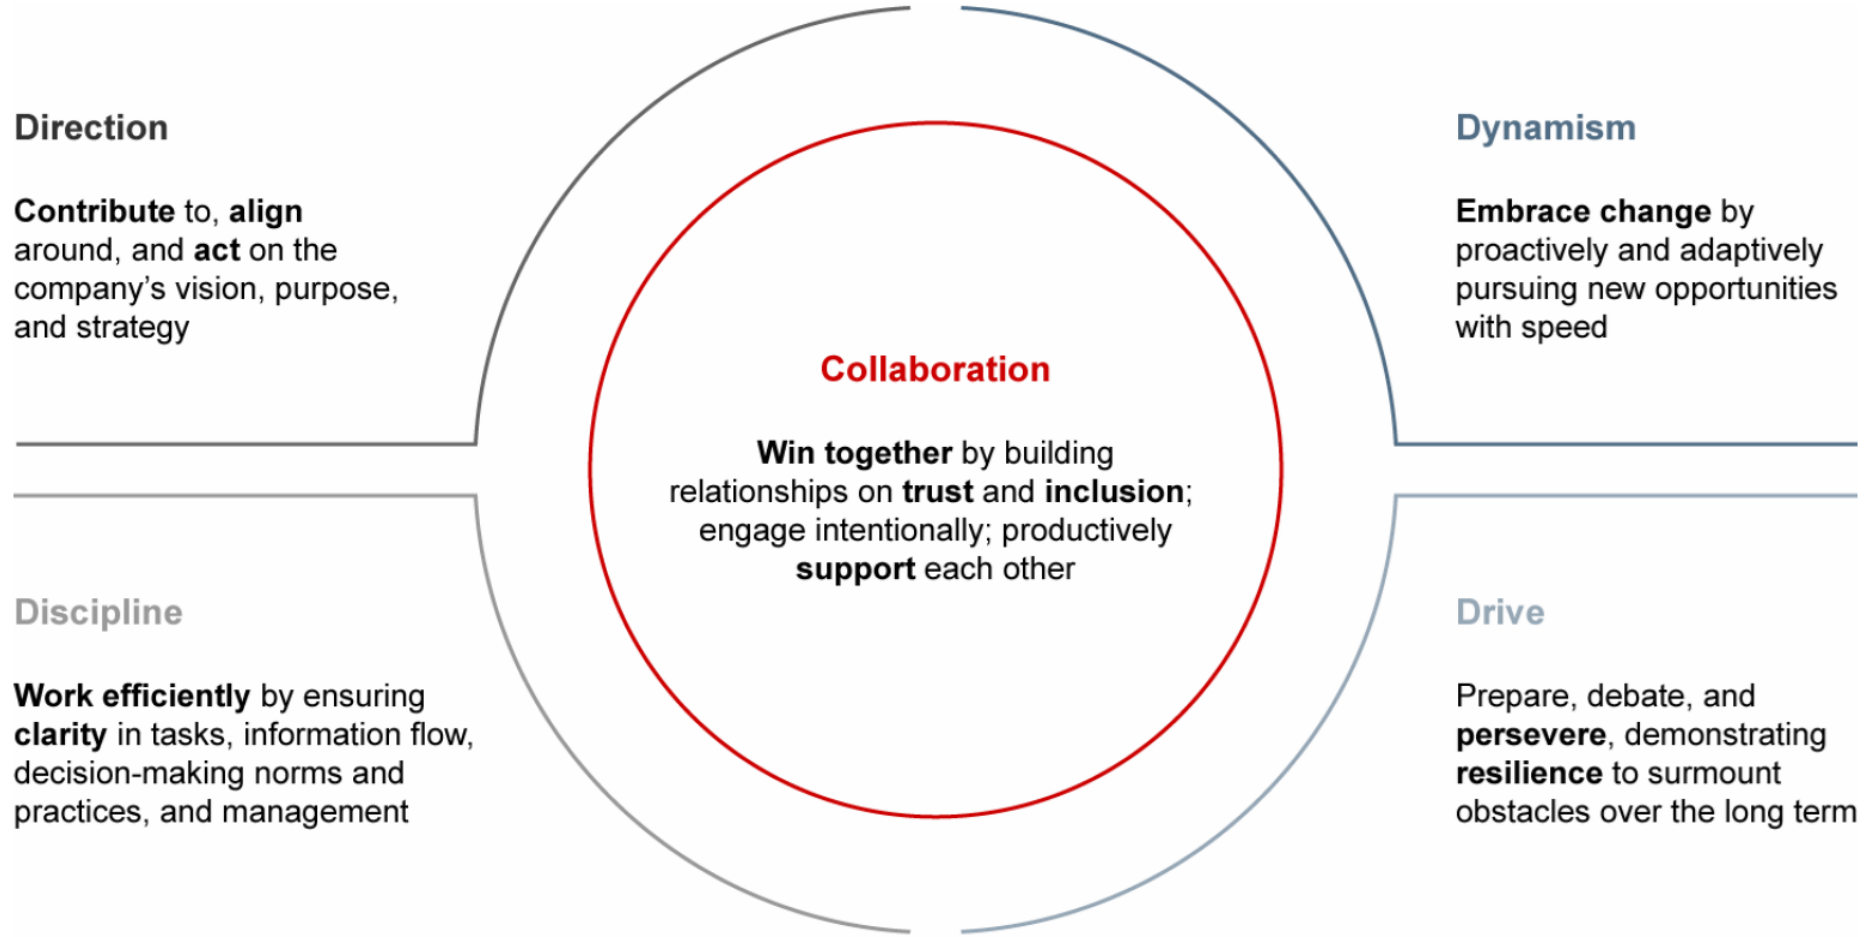 Direction
Contribute to, align
around, and act on the
company’s vision, purpose,
and strategy
Dynamism
Embrace change by
proactively and adaptively
pursuing new opportunities
with speed
Collaboration
Win together by building
relationships on trust and inclusion;
engage intentionally; productively
support each other
Discipline
Work efficiently by ensuring
clarity in tasks, information flow,
decision-making norms and
practices, and management
Drive
Prepare, debate, and
persevere, demonstrating
resilience to surmount
obstacles over the long term